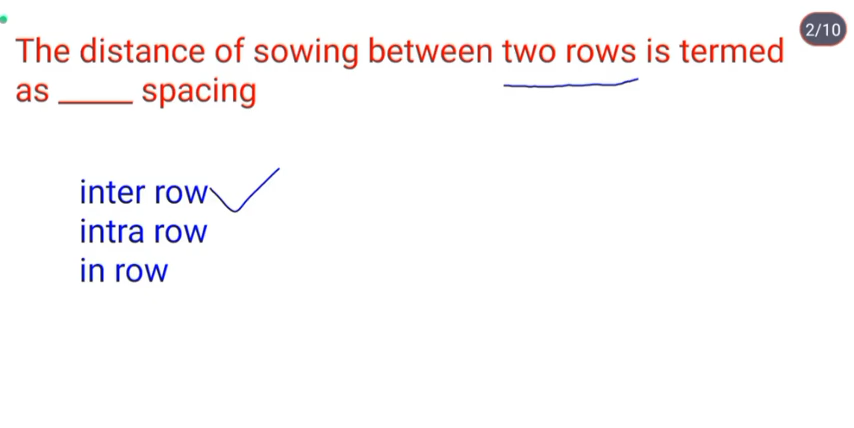 2/10
The distance of sowing between two rows is termed
as _____ spacing
inter row
intra row
in row